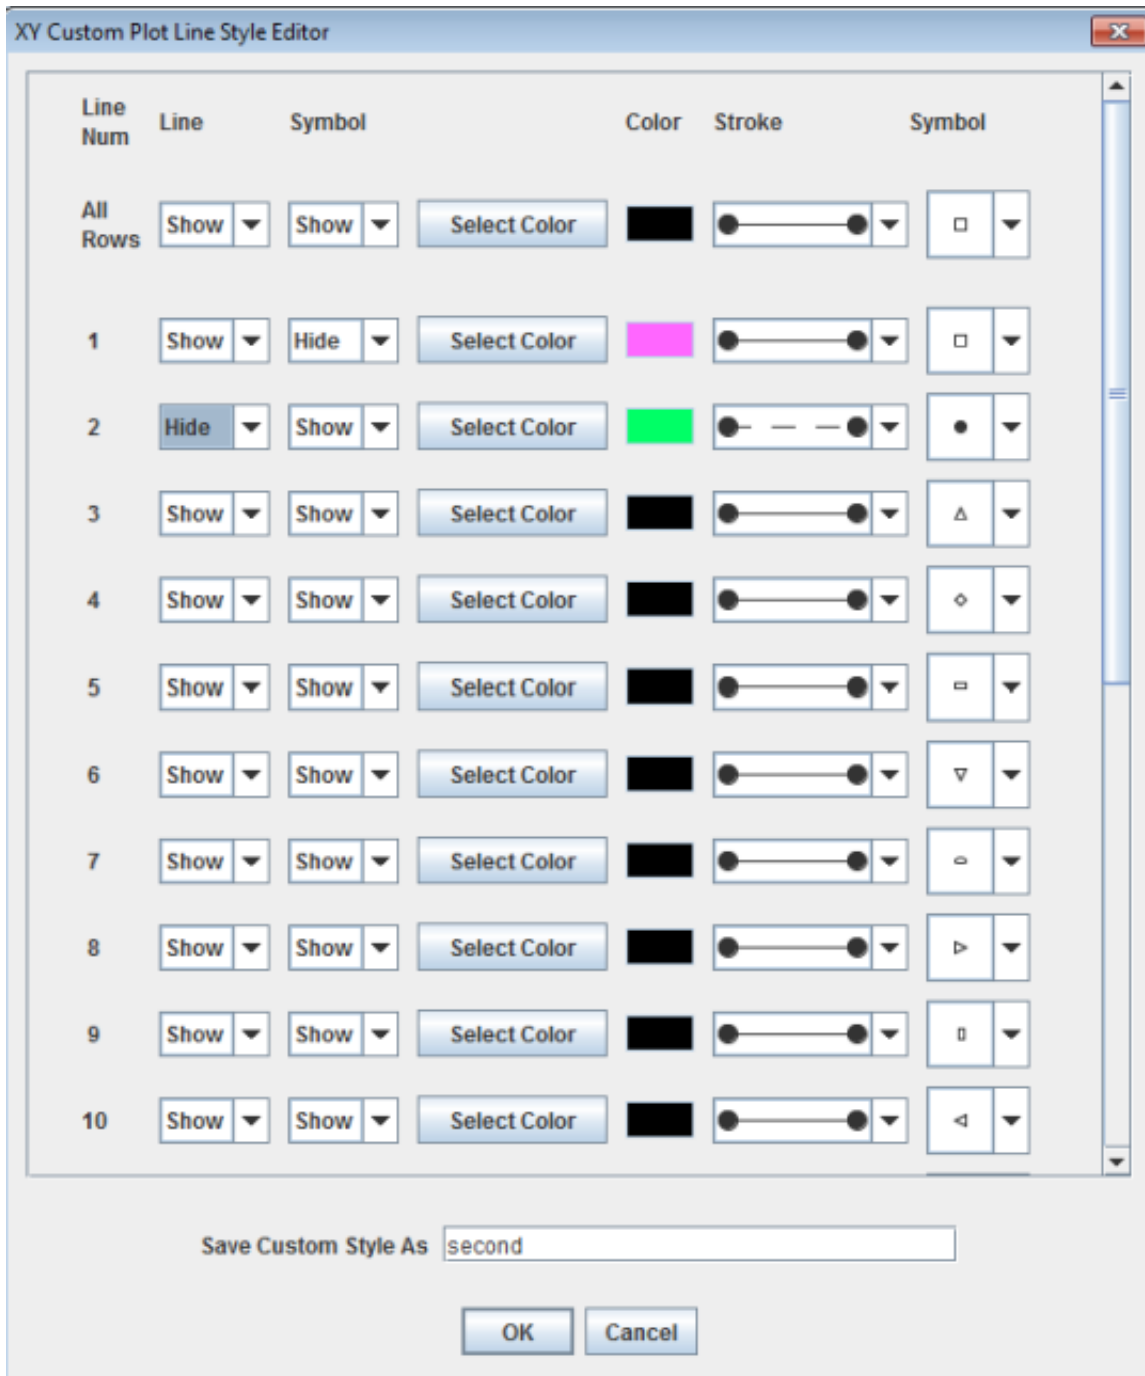 XY Custom Plot Line Style Editor
Line Num Line Symbol Color Stroke Symbol
All Rows Show Show Select Color
1 Show Hide Select Color
2 Hide Show Select Color
3 Show Show Select Color
4 Show Show Select Color
5 Show Show Select Color
6 Show Show Select Color
7 Show Show Select Color
8 Show Show Select Color
9 Show Show Select Color
10 Show Show Select Color
Save Custom Style As second
OK Cancel